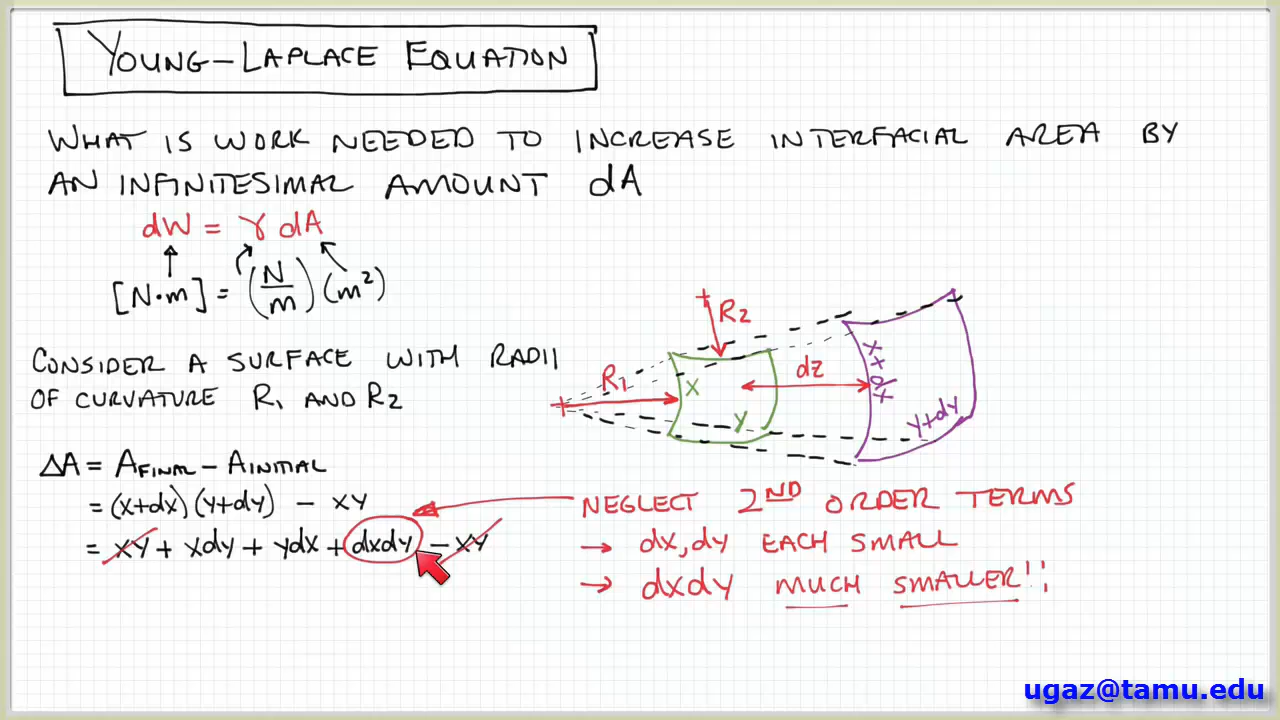 YOUNG-LAPLACE EQUATION
WHAT IS WORK NEEDED TO INCREASE INTERFACIAL AREA BY
AN INFINITESIMAL AMOUNT dA
dW = γ dA
[N·m] = (N/m)(m²)
CONSIDER A SURFACE WITH RADII
OF CURVATURE R₁ AND R₂
R₂
R₁
dz
x
y
x+dx
y+dy
ΔA = A_FINAL - A_INITIAL
= (x+dx)(y+dy) - xy
= xy + xdy + ydx + dxdy - xy
NEGLECT 2ND ORDER TERMS
→ dx, dy EACH SMALL
→ dxdy MUCH SMALLER!!
ugaz@tamu.edu